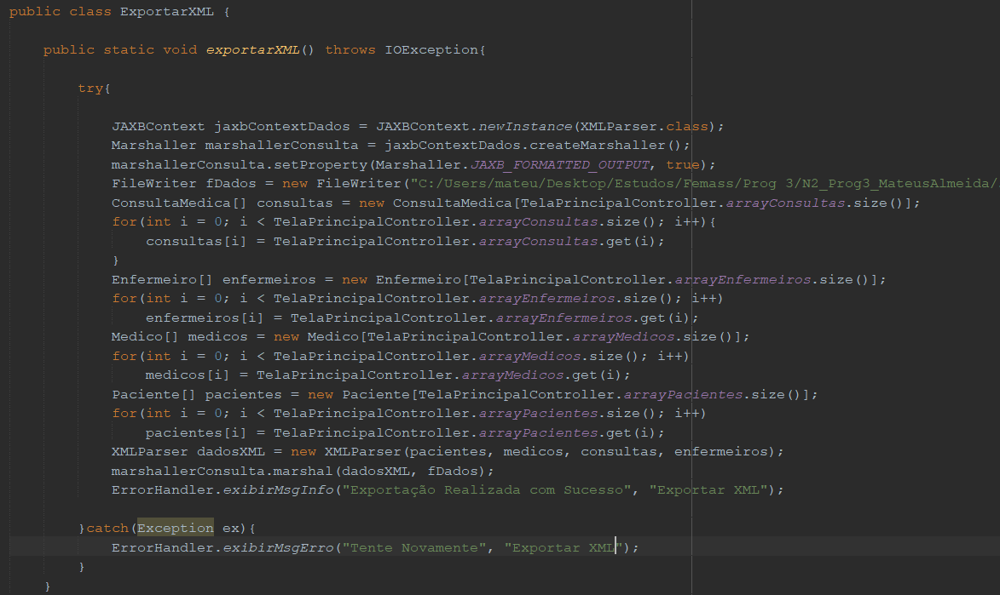 public class ExportarXML {
public static void exportarXML() throws IOException{
try{
JAXBContext jaxbContextDados = JAXBContext.newInstance(XMLParser.class);
Marshaller marshallerConsulta = jaxbContextDados.createMarshaller();
marshallerConsulta.setProperty(Marshaller.JAXB_FORMATTED_OUTPUT, true);
FileWriter fDados = new FileWriter("C:/Users/mateu/Desktop/Estudos/Femass/Prog 3/N2_Prog3_MateusAlmeida/
ConsultaMedica[] consultas = new ConsultaMedica[TelaPrincipalController.arrayConsultas.size()];
for(int i = 0; i < TelaPrincipalController.arrayConsultas.size(); i++){
consultas[i] = TelaPrincipalController.arrayConsultas.get(i);
}
Enfermeiro[] enfermeiros = new Enfermeiro[TelaPrincipalController.arrayEnfermeiros.size()];
for(int i = 0; i < TelaPrincipalController.arrayEnfermeiros.size(); i++)
enfermeiros[i] = TelaPrincipalController.arrayEnfermeiros.get(i);
Medico[] medicos = new Medico[TelaPrincipalController.arrayMedicos.size()];
for(int i = 0; i < TelaPrincipalController.arrayMedicos.size(); i++)
medicos[i] = TelaPrincipalController.arrayMedicos.get(i);
Paciente[] pacientes = new Paciente[TelaPrincipalController.arrayPacientes.size()];
for(int i = 0; i < TelaPrincipalController.arrayPacientes.size(); i++)
pacientes[i] = TelaPrincipalController.arrayPacientes.get(i);
XMLParser dadosXML = new XMLParser(pacientes, medicos, consultas, enfermeiros);
marshallerConsulta.marshal(dadosXML, fDados);
ErrorHandler.exibirMsgInfo("Exportação Realizada com Sucesso", "Exportar XML");
}catch(Exception ex){
ErrorHandler.exibirMsgErro("Tente Novamente", "Exportar XML");
}
}